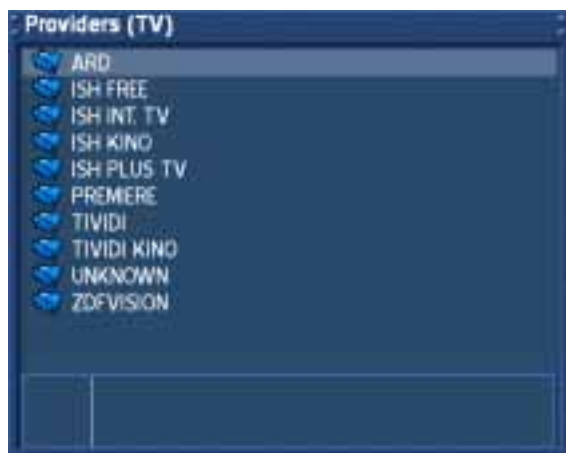 Providers (TV)
ARD
ISH FREE
ISH INT. TV
ISH KINO
ISH PLUS TV
PREMIERE
TIVIDI
TIVIDI KINO
UNKNOWN
ZDFVISION